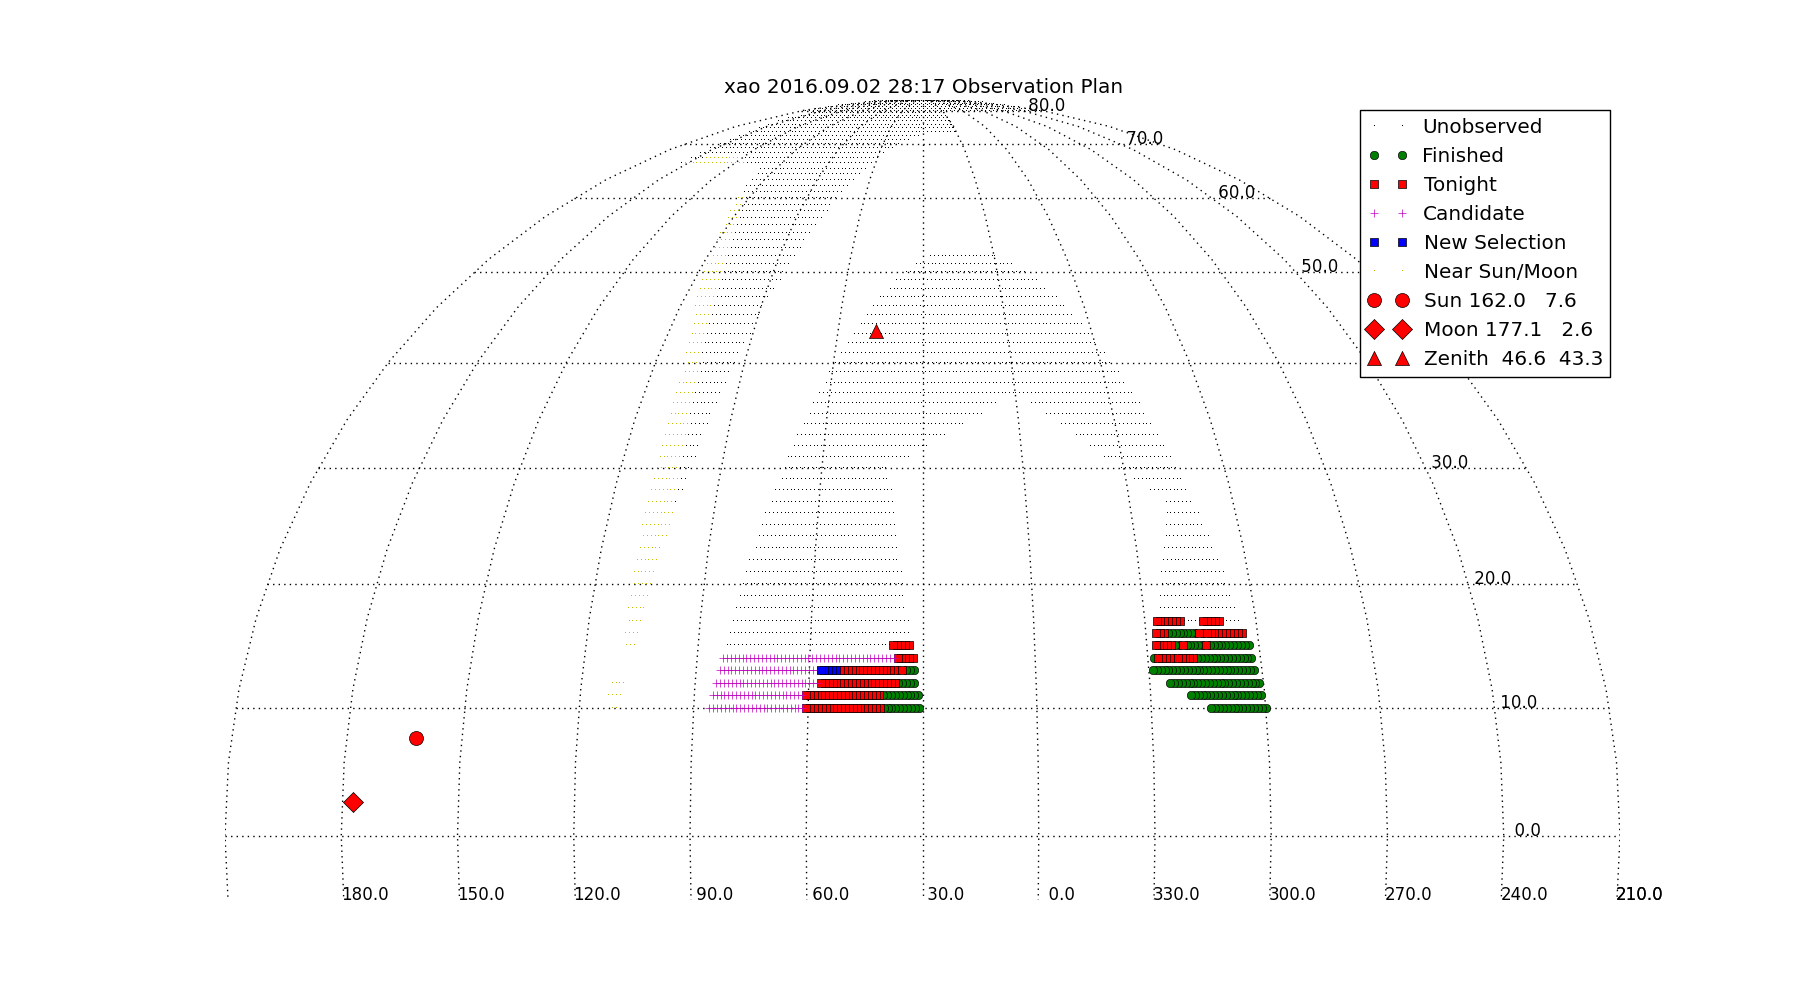 xao 2016.09.02 28:17 Observation Plan
80.0
70.0
60.0
50.0
30.0
20.0
10.0
0.0
Unobserved
Finished
Tonight
Candidate
New Selection
Near Sun/Moon
Sun 162.0 7.6
Moon 177.1 2.6
Zenith 46.6 43.3
180.0 150.0 120.0 90.0 60.0 30.0 0.0 330.0 300.0 270.0 240.0 210.0